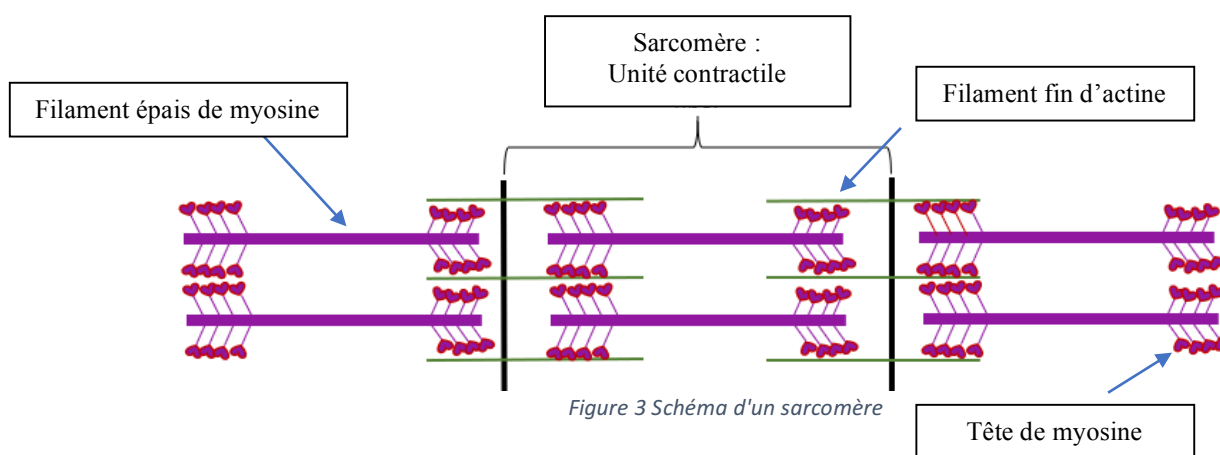 Sarcomère :
Unité contractile
Filament épais de myosine
Filament fin d'actine
Figure 3 Schéma d'un sarcomère
Tête de myosine